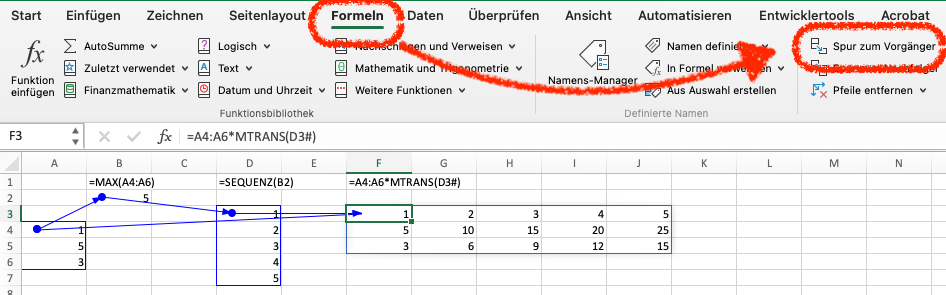 Start Einfügen Zeichnen Seitenlayout Formeln Daten Überprüfen Ansicht Automatisieren Entwicklertools Acrobat
fx Funktion einfügen
AutoSumme
Zuletzt verwendet
Finanzmathematik
Logisch
Text
Datum und Uhrzeit
Nachschlagen und Verweisen
Mathematik und Trigonometrie
Weitere Funktionen
Funktionsbibliothek
Namens-Manager
Namen definieren
In Formel verwenden
Aus Auswahl erstellen
Definierte Namen
Spur zum Vorgänger
Pfeile entfernen
F3 fx =A4:A6*MTRANS(D3#)
A B C D E F G H I J K L M N
1 =MAX(A4:A6) =SEQUENZ(B2) =A4:A6*MTRANS(D3#)
2 5
3 1 1 2 3 4 5
4 1 2 5 10 15 20 25
5 5 3 3 6 9 12 15
6 3 4
7 5